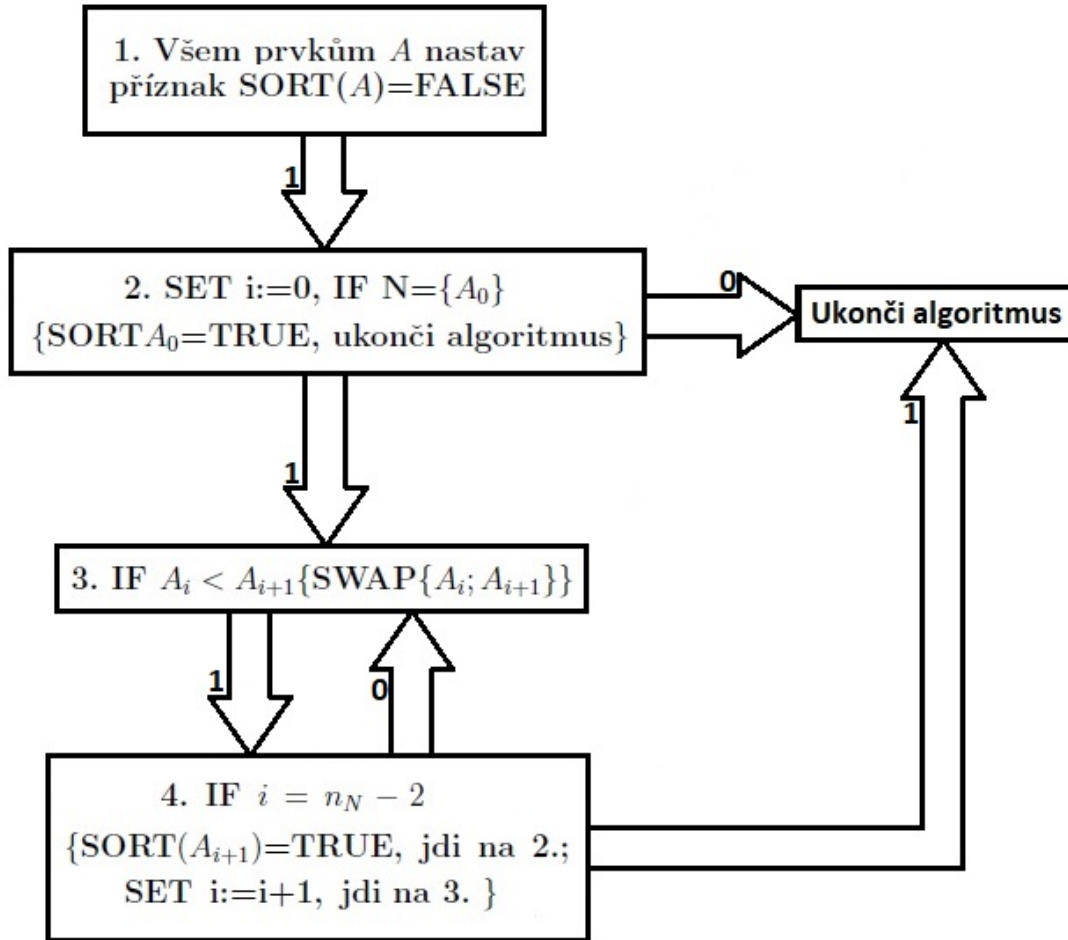 1. Všem prvkům A nastav
příznak SORT(A)=FALSE
1
2. SET i:=0, IF N={A₀}
{SORTA₀=TRUE, ukonči algoritmus}
0
Ukonči algoritmus
1
1
3. IF Aᵢ < Aᵢ₊₁{SWAP{Aᵢ; Aᵢ₊₁}}
1
0
4. IF i = n_N − 2
{SORT(Aᵢ₊₁)=TRUE, jdi na 2.;
SET i:=i+1, jdi na 3. }